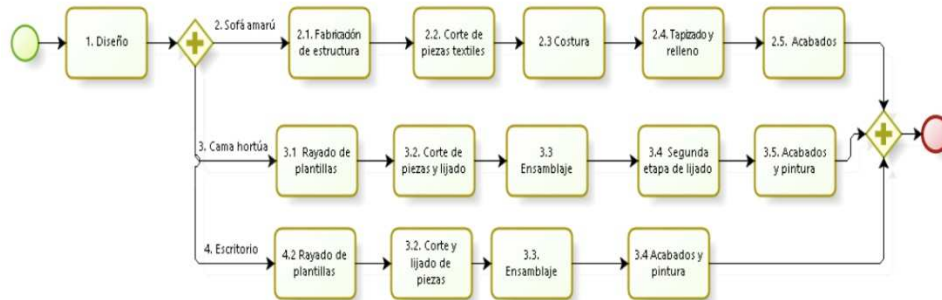 2. Sofá amarú
1. Diseño
2.1. Fabricación
de estructura
2.2. Corte de
piezas textiles
2.3 Costura
2.4. Tapizado y
relleno
2.5. Acabados
3. Cama hortúa
3.1 Rayado de
plantillas
3.2. Corte de
piezas y lijado
3.3
Ensamblaje
3.4 Segunda
etapa de lijado
3.5. Acabados
y pintura
4. Escritorio
4.2 Rayado de
plantillas
3.2. Corte y
lijado de
piezas
3.3.
Ensamblaje
3.4 Acabados y
pintura